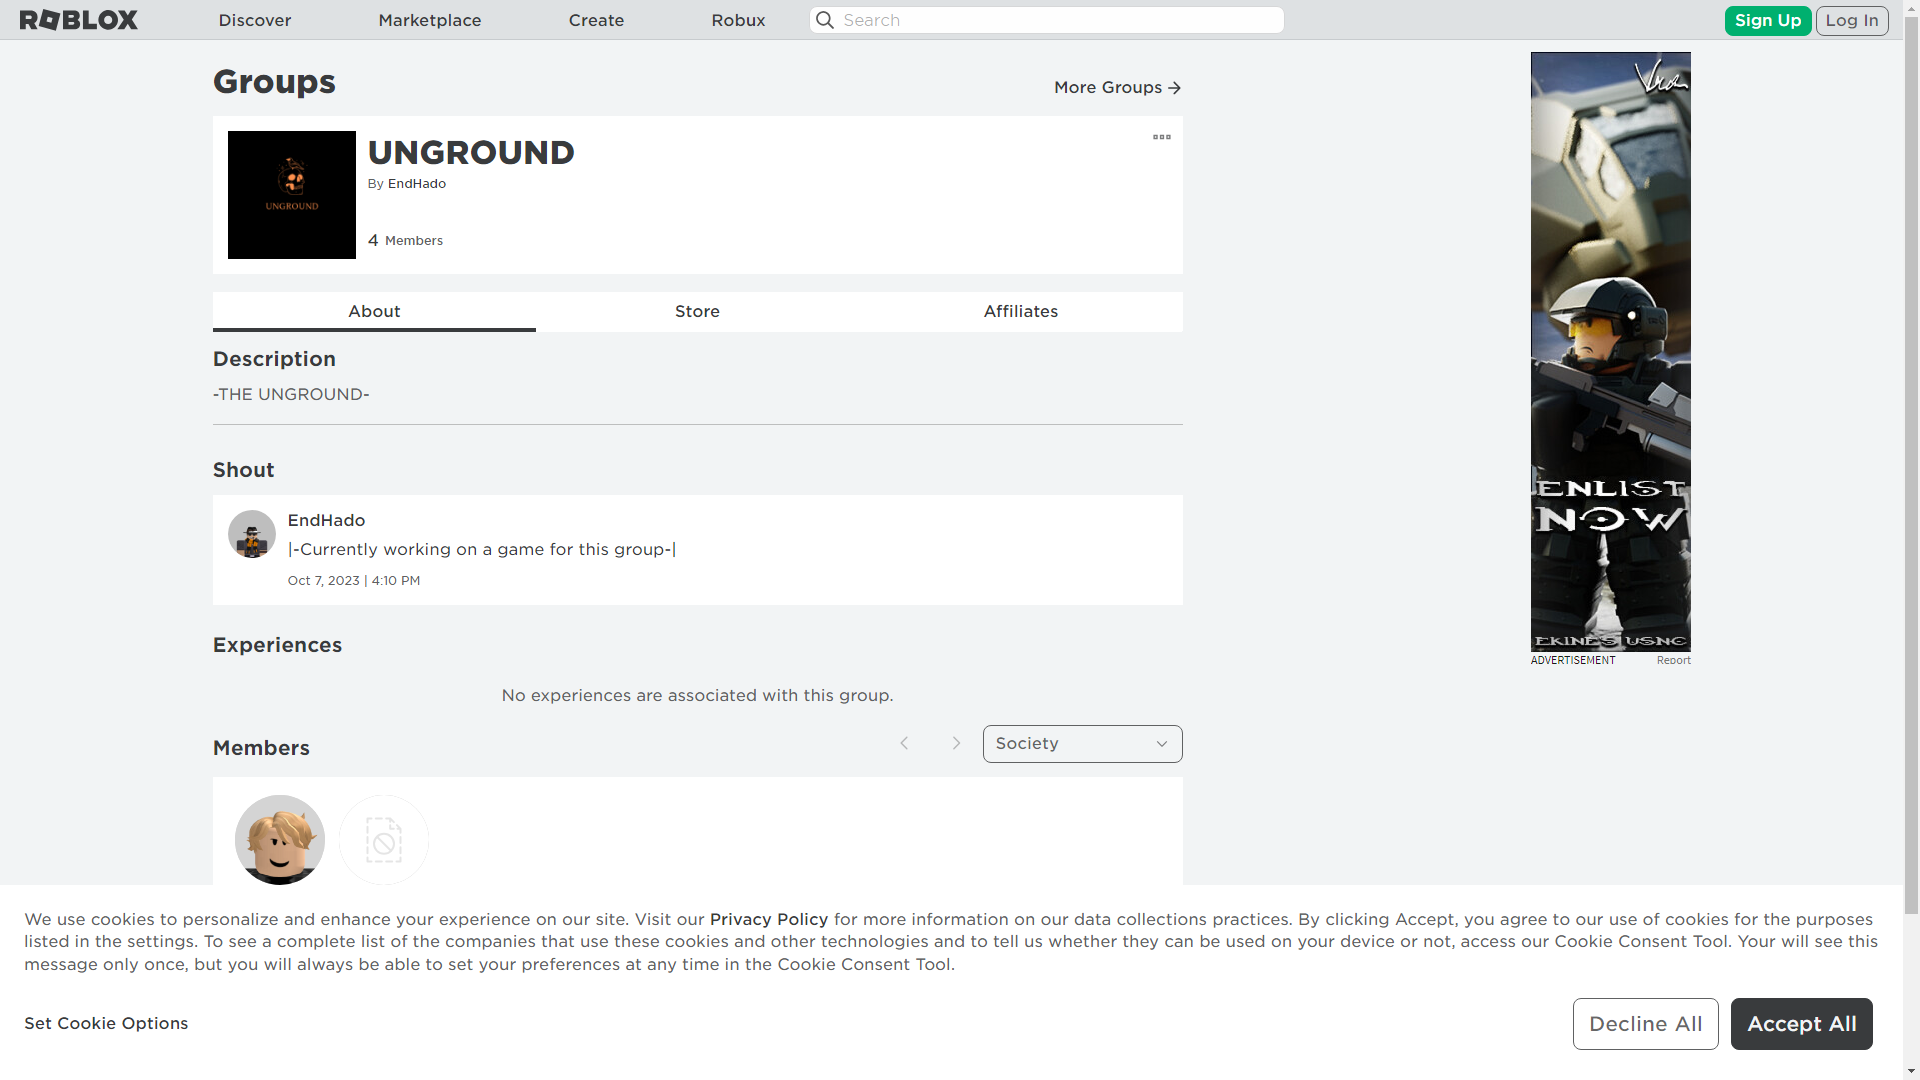 ROBLOX
Discover
Marketplace
Create
Robux
Search
Sign Up
Log In
Groups
More Groups
UNGROUND
UNGROUND
By EndHado
4 Members
About
Store
Affiliates
Description
-THE UNGROUND-
Shout
EndHado
|-Currently working on a game for this group-|
Oct 7, 2023 | 4:10 PM
Experiences
No experiences are associated with this group.
Members
Society
ENLIST
NOW
EKINE'S USNC
ADVERTISEMENT
Report
We use cookies to personalize and enhance your experience on our site. Visit our Privacy Policy for more information on our data collections practices. By clicking Accept, you agree to our use of cookies for the purposes
listed in the settings. To see a complete list of the companies that use these cookies and other technologies and to tell us whether they can be used on your device or not, access our Cookie Consent Tool. Your will see this
message only once, but you will always be able to set your preferences at any time in the Cookie Consent Tool.
Set Cookie Options
Decline All
Accept All